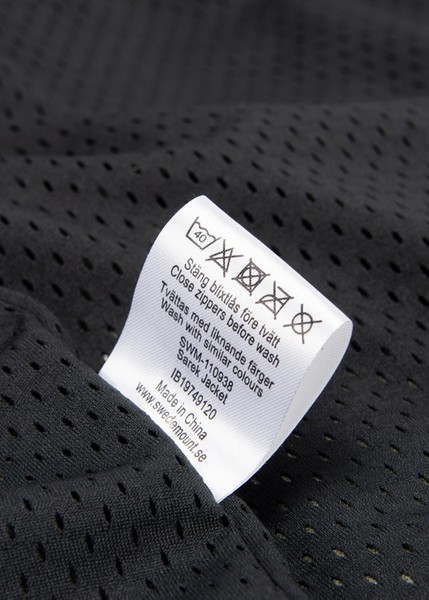 40
Stäng blixtlås före tvätt
Close zippers before wash
Tvättas med liknande färger
Wash with similar colours
SWM-110938
Sarek Jacket
IB19749120
Made in China
www.swedemount.se